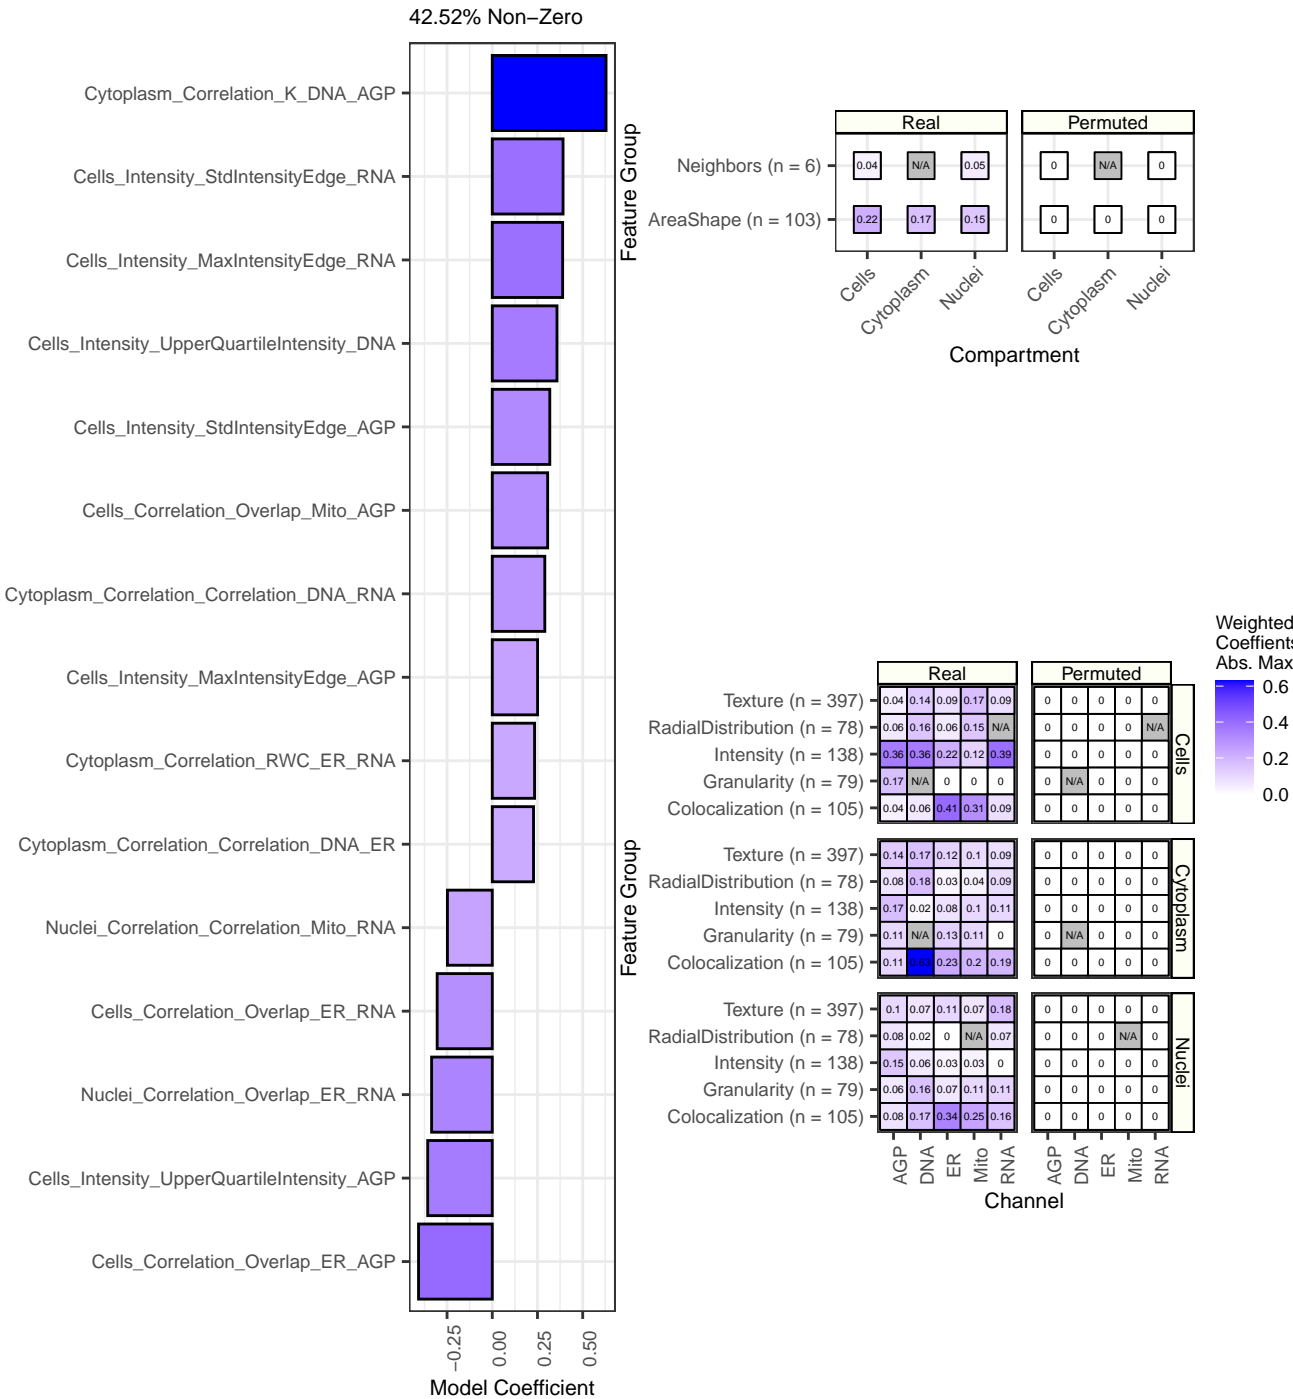 42.52% Non−Zero
Cytoplasm_Correlation_K_DNA_AGP
Cells_Intensity_StdIntensityEdge_RNA
Cells_Intensity_MaxIntensityEdge_RNA
Cells_Intensity_UpperQuartileIntensity_DNA
Cells_Intensity_StdIntensityEdge_AGP
Cells_Correlation_Overlap_Mito_AGP
Cytoplasm_Correlation_Correlation_DNA_RNA
Cells_Intensity_MaxIntensityEdge_AGP
Cytoplasm_Correlation_RWC_ER_RNA
Cytoplasm_Correlation_Correlation_DNA_ER
Nuclei_Correlation_Correlation_Mito_RNA
Cells_Correlation_Overlap_ER_RNA
Nuclei_Correlation_Overlap_ER_RNA
Cells_Intensity_UpperQuartileIntensity_AGP
Cells_Correlation_Overlap_ER_AGP
−0.25 0.00 0.25 0.50
Model Coefficient
Feature Group
Real Permuted
Neighbors (n = 6) 0.04 N/A 0.05 0 N/A 0
AreaShape (n = 103) 0.22 0.17 0.15 0 0 0
Cells Cytoplasm Nuclei Cells Cytoplasm Nuclei
Compartment
Feature Group
Real Permuted
Texture (n = 397) 0.04 0.14 0.09 0.17 0.09 0 0 0 0 0
RadialDistribution (n = 78) 0.06 0.16 0.06 0.15 N/A 0 0 0 0 N/A
Intensity (n = 138) 0.36 0.36 0.22 0.12 0.39 0 0 0 0 0
Granularity (n = 79) 0.17 N/A 0 0 0 0 N/A 0 0 0
Colocalization (n = 105) 0.04 0.06 0.41 0.31 0.09 0 0 0 0 0
Cells
Texture (n = 397) 0.14 0.17 0.12 0.1 0.09 0 0 0 0 0
RadialDistribution (n = 78) 0.08 0.18 0.03 0.04 0.09 0 0 0 0 0
Intensity (n = 138) 0.17 0.02 0.08 0.1 0.11 0 0 0 0 0
Granularity (n = 79) 0.11 N/A 0.13 0.11 0 0 N/A 0 0 0
Colocalization (n = 105) 0.11 0.63 0.23 0.2 0.19 0 0 0 0 0
Cytoplasm
Texture (n = 397) 0.1 0.07 0.11 0.07 0.18 0 0 0 0 0
RadialDistribution (n = 78) 0.08 0.02 0 N/A 0.07 0 0 0 N/A 0
Intensity (n = 138) 0.15 0.06 0.03 0.03 0 0 0 0 0 0
Granularity (n = 79) 0.06 0.16 0.07 0.11 0.11 0 0 0 0 0
Colocalization (n = 105) 0.08 0.17 0.34 0.25 0.16 0 0 0 0 0
Nuclei
AGP DNA ER Mito RNA AGP DNA ER Mito RNA
Channel
Weighted
Coeffients
Abs. Max
0.6
0.4
0.2
0.0